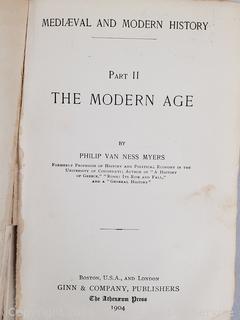 MEDIÆVAL AND MODERN HISTORY
PART II
THE MODERN AGE
BY
PHILIP VAN NESS MYERS
FORMERLY PROFESSOR OF HISTORY AND POLITICAL ECONOMY IN THE
UNIVERSITY OF CINCINNATI; AUTHOR OF "A HISTORY
OF GREECE," "ROME: ITS RISE AND FALL,"
AND A "GENERAL HISTORY"
BOSTON, U.S.A., AND LONDON
GINN & COMPANY, PUBLISHERS
The Athenæum Press
1904